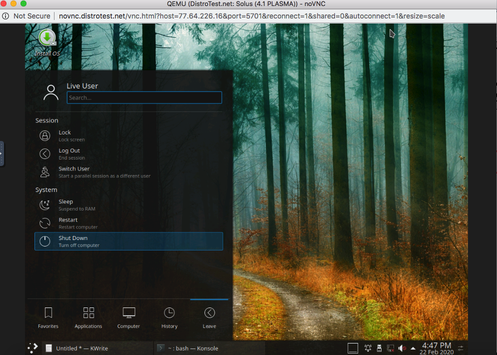 QEMU (DistroTest.net: Solus (4.1 PLASMA)) - noVNC
Not Secure | novnc.distrotest.net/vnc.html?host=77.64.226.16&port=5701&reconnect=1&shared=0&autoconnect=1&resize=scale
Install OS
Live User
Search...
Session
Lock
Lock screen
Log Out
End session
Switch User
Start a parallel session as a different user
System
Sleep
Suspend to RAM
Restart
Restart computer
Shut Down
Turn off computer
Favorites Applications Computer History Leave
Untitled * — KWrite ~ : bash — Konsole 4:47 PM
22 Feb 2020